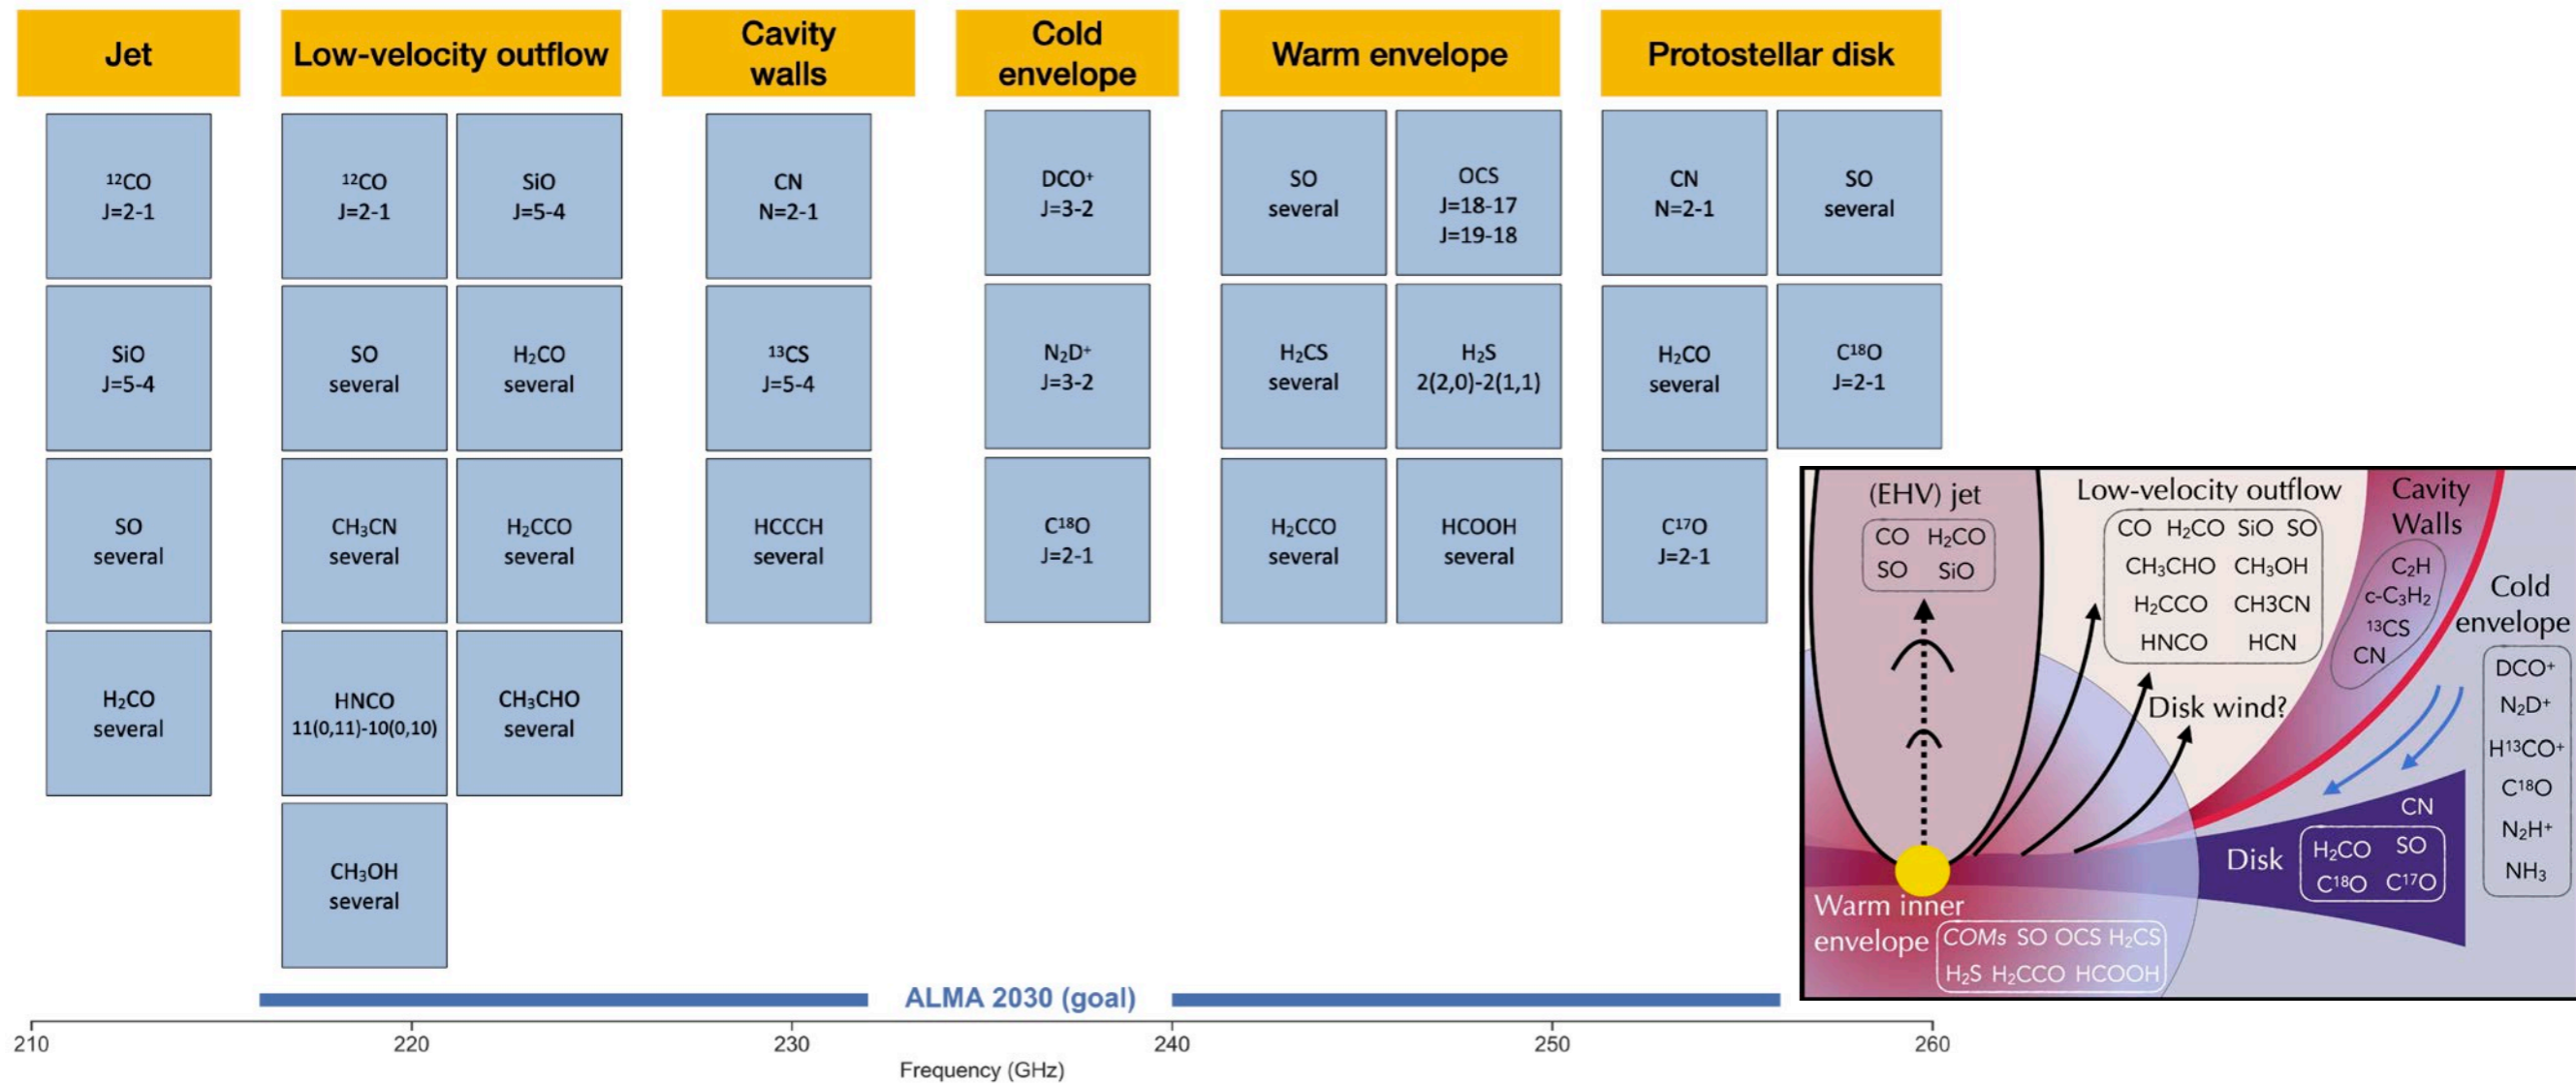 Jet
Low-velocity outflow
Cavity
walls
Cold
envelope
Warm envelope
Protostellar disk
¹²CO
J=2-1
¹²CO
J=2-1
SiO
J=5-4
CN
N=2-1
DCO⁺
J=3-2
SO
several
OCS
J=18-17
J=19-18
CN
N=2-1
SO
several
SiO
J=5-4
SO
several
H₂CO
several
¹³CS
J=5-4
N₂D⁺
J=3-2
H₂CS
several
H₂S
2(2,0)-2(1,1)
H₂CO
several
C¹⁸O
J=2-1
SO
several
CH₃CN
several
H₂CCO
several
HCCCH
several
C¹⁸O
J=2-1
H₂CCO
several
HCOOH
several
C¹⁷O
J=2-1
H₂CO
several
HNCO
11(0,11)-10(0,10)
CH₃CHO
several
CH₃OH
several
(EHV) jet
CO H₂CO
SO SiO
Low-velocity outflow
CO H₂CO SiO SO
CH₃CHO CH₃OH
H₂CCO CH3CN
HNCO HCN
Disk wind?
Cavity
Walls
C₂H
c-C₃H₂
¹³CS
CN
Cold
envelope
DCO⁺
N₂D⁺
H¹³CO⁺
C¹⁸O
N₂H⁺
NH₃
CN
Disk
H₂CO SO
C¹⁸O C¹⁷O
Warm inner
envelope
COMs SO OCS H₂CS
H₂S H₂CCO HCOOH
ALMA 2030 (goal)
210 220 230 240 250 260
Frequency (GHz)